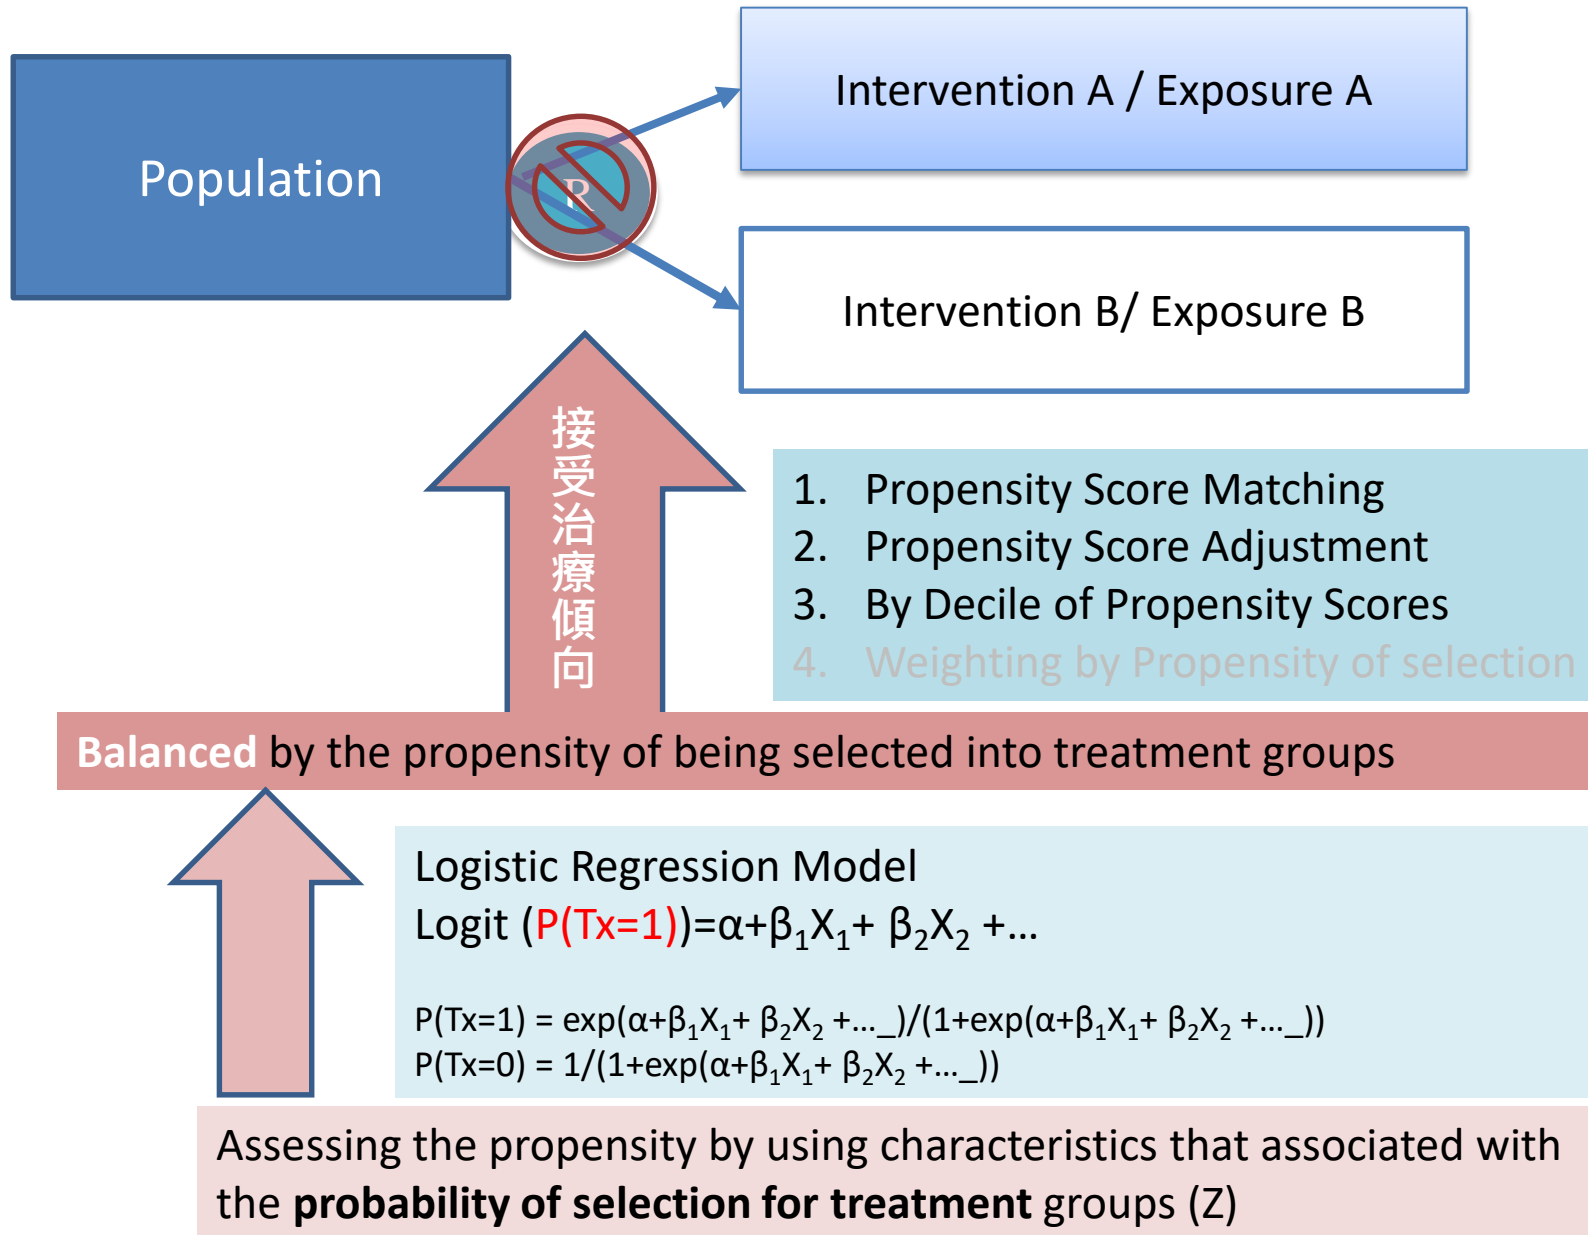 Population
R
Intervention A / Exposure A
Intervention B/ Exposure B
接受治療傾向
1. Propensity Score Matching
2. Propensity Score Adjustment
3. By Decile of Propensity Scores
4. Weighting by Propensity of selection
Balanced by the propensity of being selected into treatment groups
Logistic Regression Model
Logit (P(Tx=1))=α+β₁X₁+ β₂X₂ +...
P(Tx=1) = exp(α+β₁X₁+ β₂X₂ +..._)/(1+exp(α+β₁X₁+ β₂X₂ +..._))
P(Tx=0) = 1/(1+exp(α+β₁X₁+ β₂X₂ +..._))
Assessing the propensity by using characteristics that associated with
the probability of selection for treatment groups (Z)